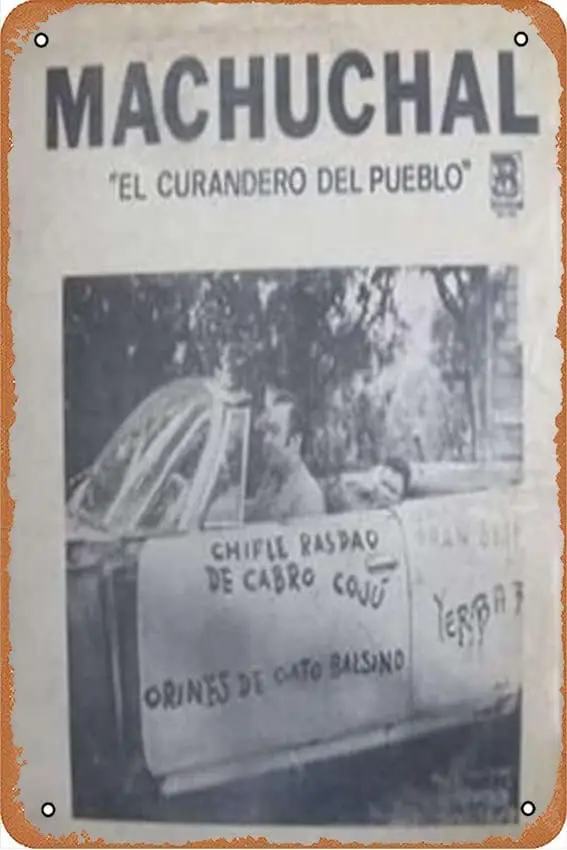 MACHUCHAL
"EL CURANDERO DEL PUEBLO"
CHIFLE RASPAO
DE CABRO COJÚ
YERBA
ORINES DE GATO BALSINO